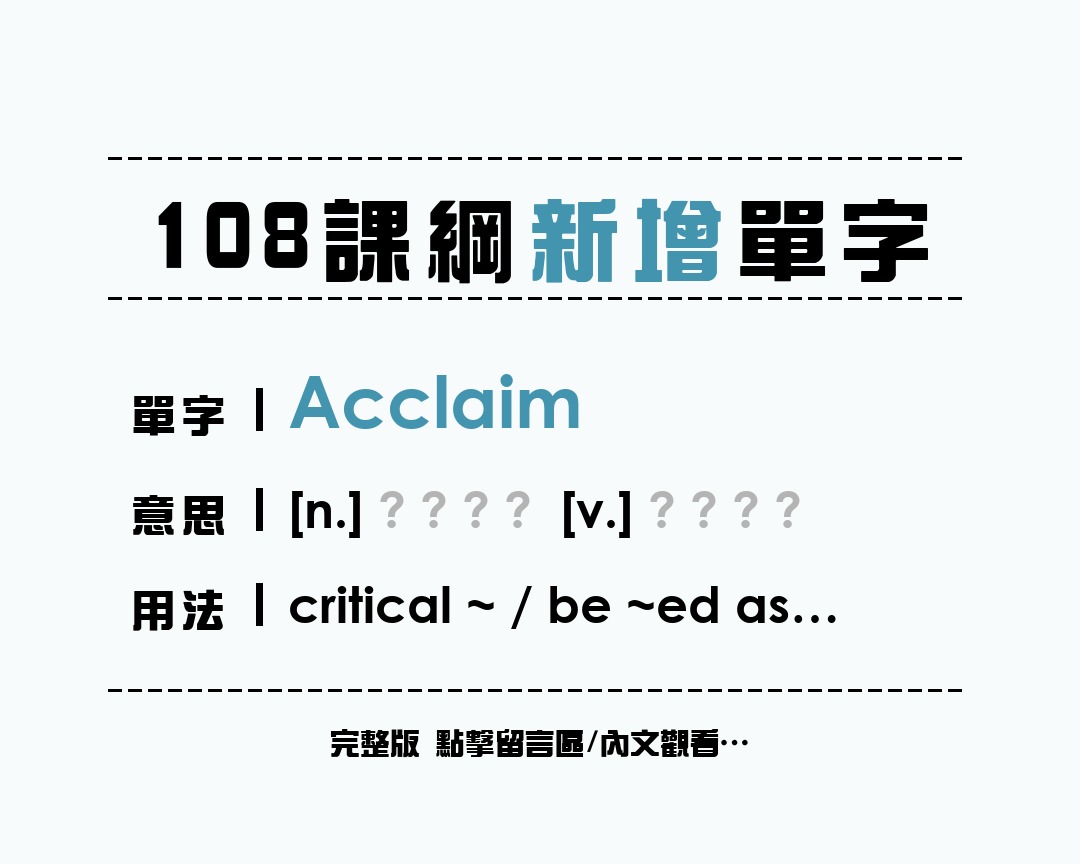 108課綱新增單字
單字 | Acclaim
意思 | [n.] ???? [v.] ????
用法 | critical ~ / be ~ed as...
完整版 點擊留言區/內文觀看...